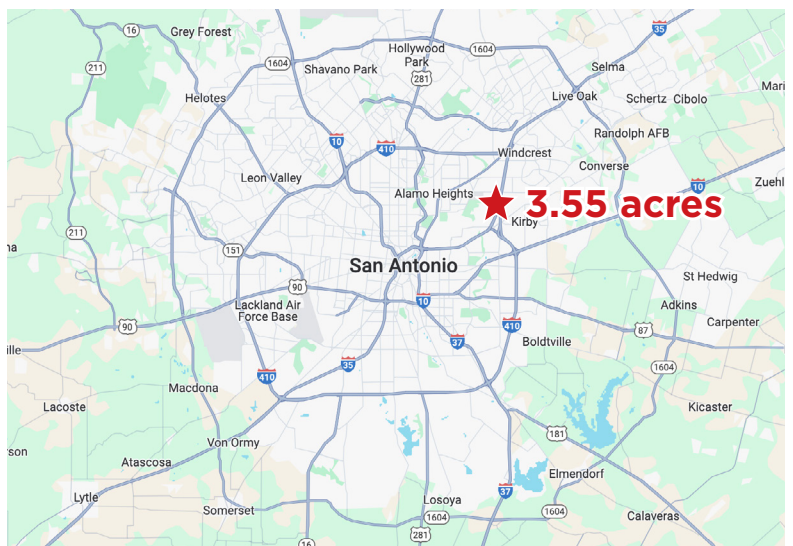 16
Grey Forest
35
Hollywood
Park
1604
211
1604
Shavano Park
281
Selma
Helotes
Live Oak
Schertz
Cibolo
Mari
Randolph AFB
10
410
Windcrest
Converse
Leon Valley
Alamo Heights
3.55 acres
10
Zuehl
Kirby
211
na
151
San Antonio
St Hedwig
90
Lackland Air
Force Base
10
Adkins
90
410
87
Carpenter
ville
37
Boldtville
35
1604
410
Macdona
Lacoste
Kicaster
Von Ormy
181
rson
Atascosa
Elmendorf
Lytle
37
Losoya
Somerset
1604
1604
Calaveras
281
16